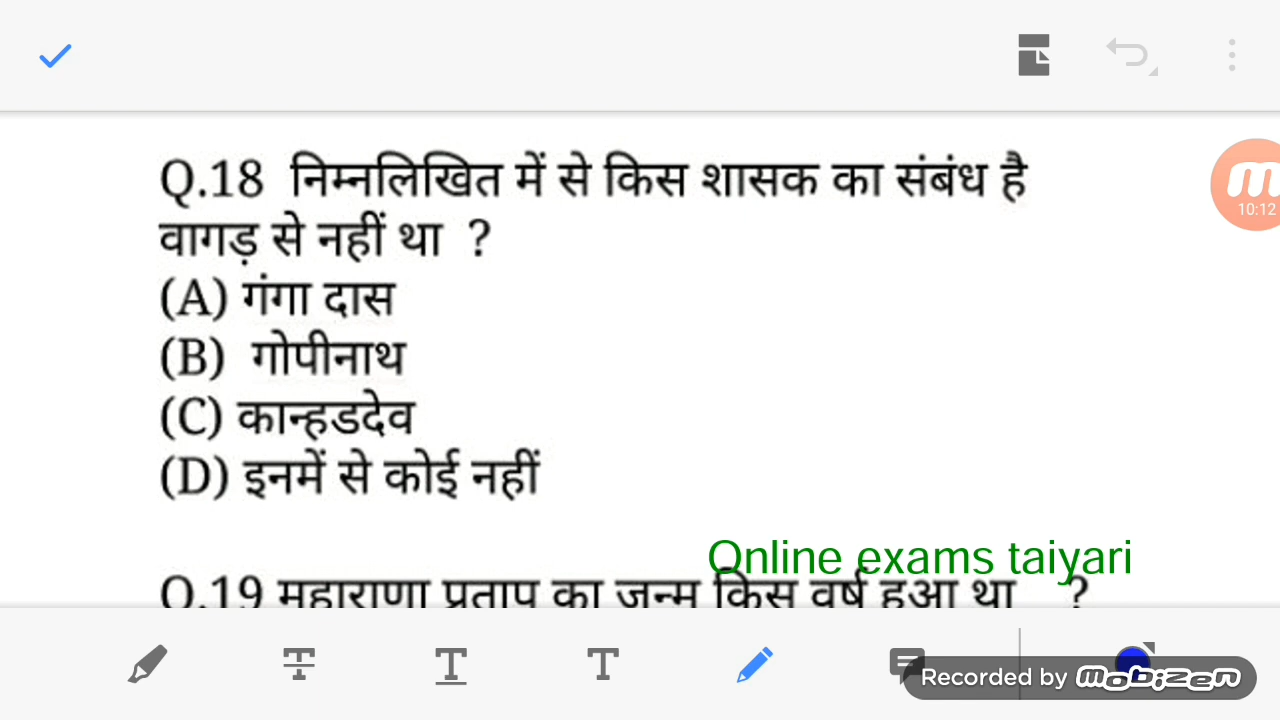 10:12
Q.18 निम्नलिखित में से किस शासक का संबंध है
वागड़ से नहीं था ?
(A) गंगा दास
(B) गोपीनाथ
(C) कान्हडदेव
(D) इनमें से कोई नहीं
Online exams taiyari
Q.19 महाराणा प्रताप का जन्म किस वर्ष हुआ था ?
T T T
Recorded by mobizen